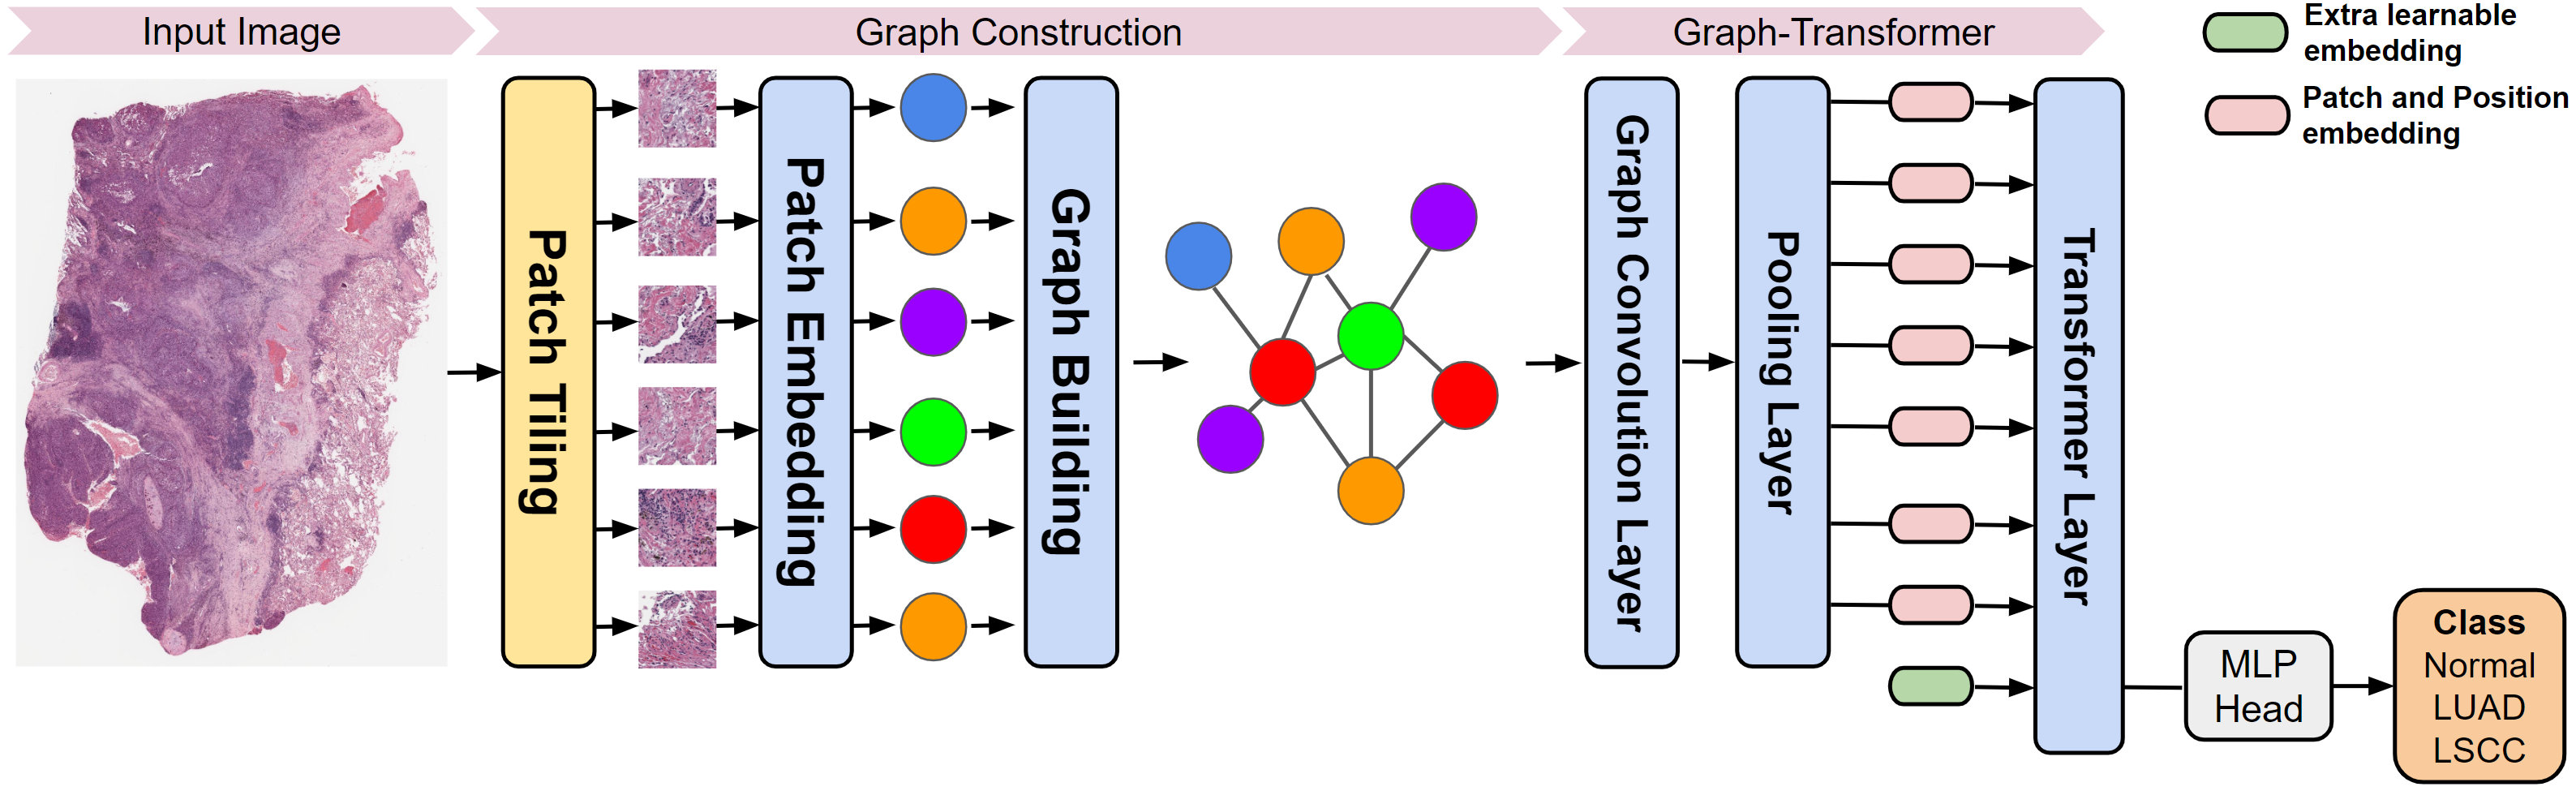 Input Image
Graph Construction
Graph-Transformer
Extra learnable
embedding
Patch and Position
embedding
Patch Tiling
Patch Embedding
Graph Building
Graph Convolution Layer
Pooling Layer
Transformer Layer
MLP
Head
Class
Normal
LUAD
LSCC